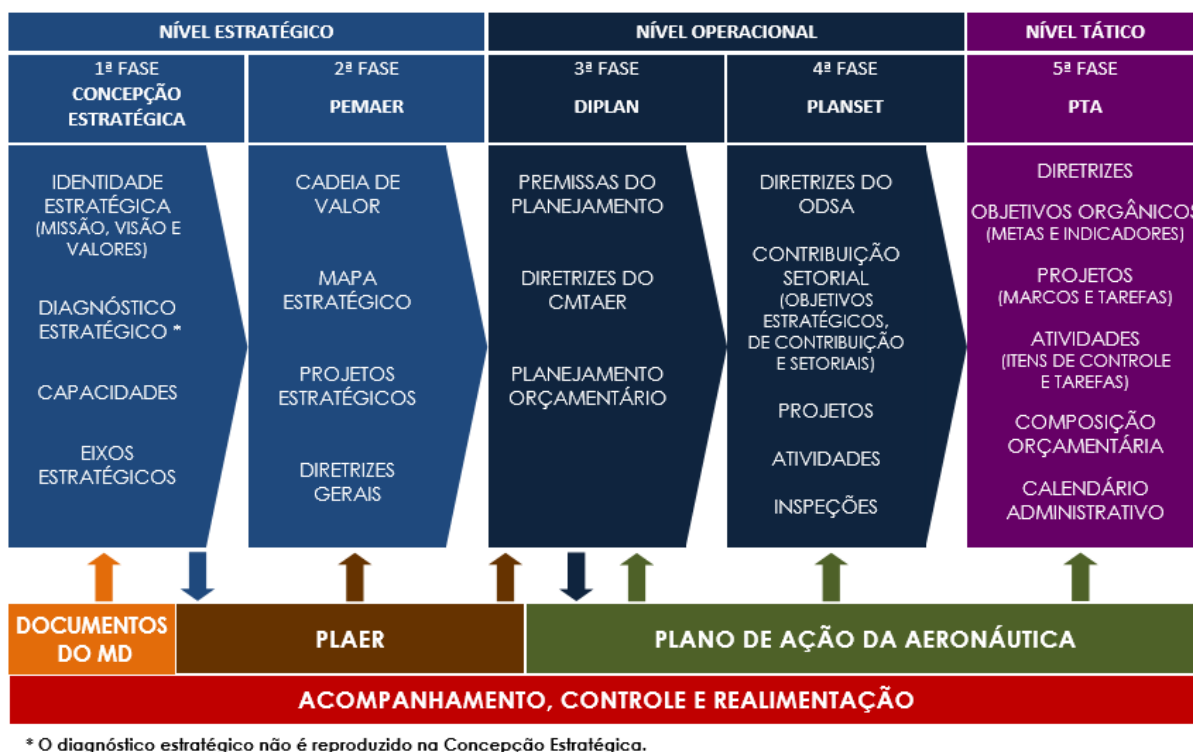 NÍVEL ESTRATÉGICO
NÍVEL OPERACIONAL
NÍVEL TÁTICO
1ª FASE
CONCEPÇÃO
ESTRATÉGICA
2ª FASE
PEMAER
3ª FASE
DIPLAN
4ª FASE
PLANSET
5ª FASE
PTA
IDENTIDADE
ESTRATÉGICA
(MISSÃO, VISÃO E
VALORES)
DIAGNÓSTICO
ESTRATÉGICO *
CAPACIDADES
EIXOS
ESTRATÉGICOS
CADEIA DE
VALOR
MAPA
ESTRATÉGICO
PROJETOS
ESTRATÉGICOS
DIRETRIZES
GERAIS
PREMISSAS DO
PLANEJAMENTO
DIRETRIZES DO
CMTAER
PLANEJAMENTO
ORÇAMENTÁRIO
DIRETRIZES DO
ODSA
CONTRIBUIÇÃO
SETORIAL
(OBJETIVOS
ESTRATÉGICOS,
DE CONTRIBUIÇÃO
E SETORIAIS)
PROJETOS
ATIVIDADES
INSPEÇÕES
DIRETRIZES
OBJETIVOS ORGÂNICOS
(METAS E INDICADORES)
PROJETOS
(MARCOS E TAREFAS)
ATIVIDADES
(ITENS DE CONTROLE
E TAREFAS)
COMPOSIÇÃO
ORÇAMENTÁRIA
CALENDÁRIO
ADMINISTRATIVO
DOCUMENTOS
DO MD
PLAER
PLANO DE AÇÃO DA AERONÁUTICA
ACOMPANHAMENTO, CONTROLE E REALIMENTAÇÃO
* O diagnóstico estratégico não é reproduzido na Concepção Estratégica.